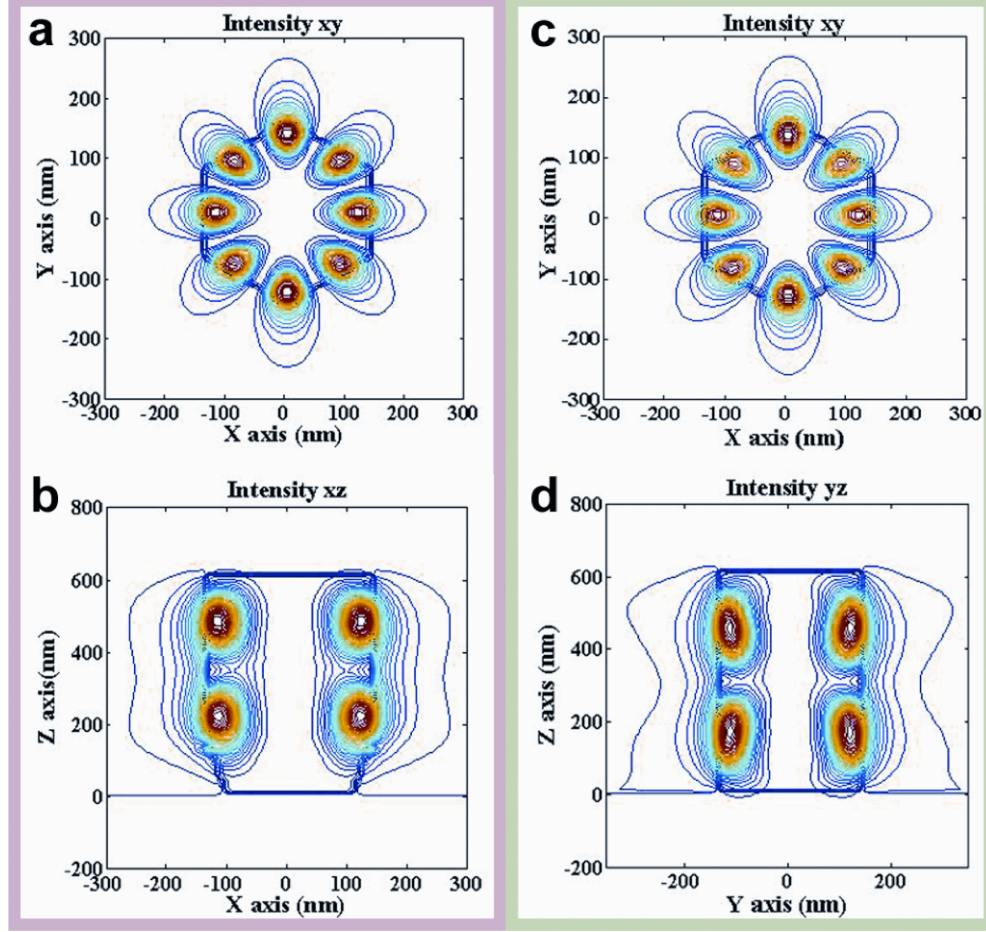 a
Intensity xy
300
200
100
0
-100
-200
-300
Y axis (nm)
-300 -200 -100 0 100 200 300
X axis (nm)
c
Intensity xy
300
200
100
0
-100
-200
-300
Y axis (nm)
-300 -200 -100 0 100 200 300
X axis (nm)
b
Intensity xz
800
600
400
200
0
-200
Z axis(nm)
-300 -200 -100 0 100 200 300
X axis (nm)
d
Intensity yz
800
600
400
200
0
-200
Z axis (nm)
-200 0 200
Y axis (nm)